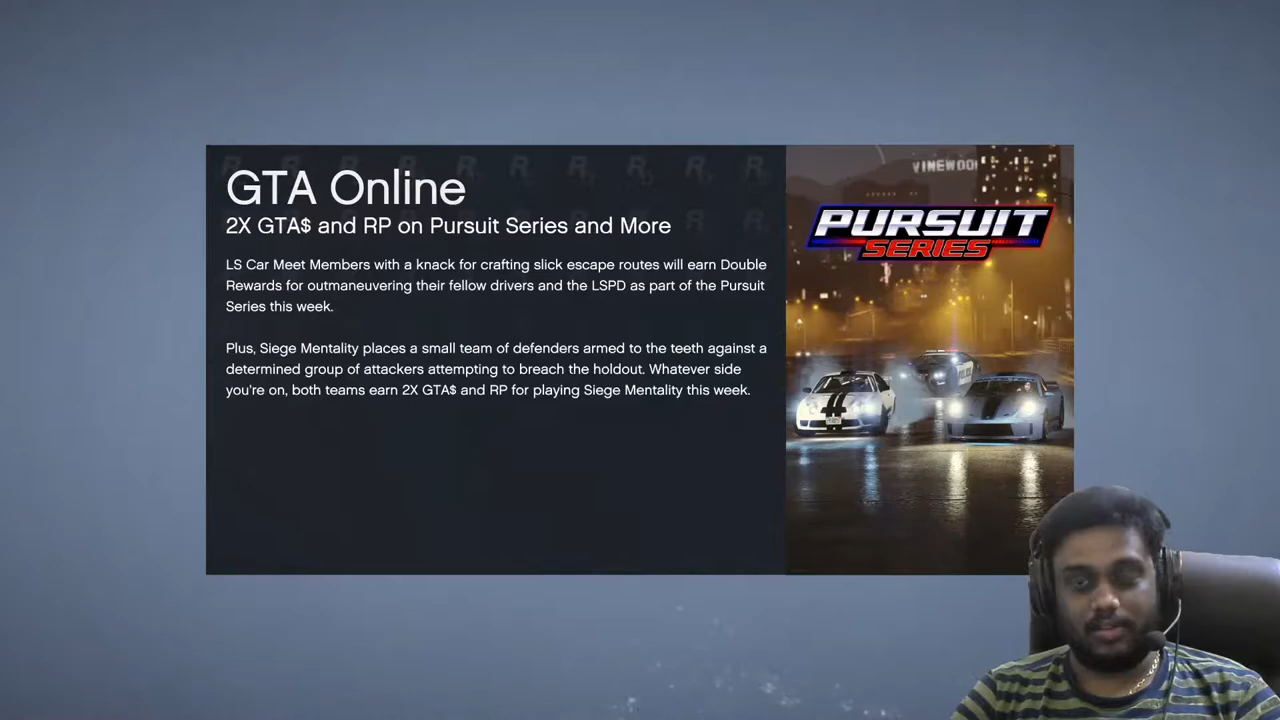 GTA Online
2X GTA$ and RP on Pursuit Series and More
LS Car Meet Members with a knack for crafting slick escape routes will earn Double
Rewards for outmaneuvering their fellow drivers and the LSPD as part of the Pursuit
Series this week.
Plus, Siege Mentality places a small team of defenders armed to the teeth against a
determined group of attackers attempting to breach the holdout. Whatever side
you're on, both teams earn 2X GTA$ and RP for playing Siege Mentality this week.
VINEWOOD
PURSUIT
SERIES